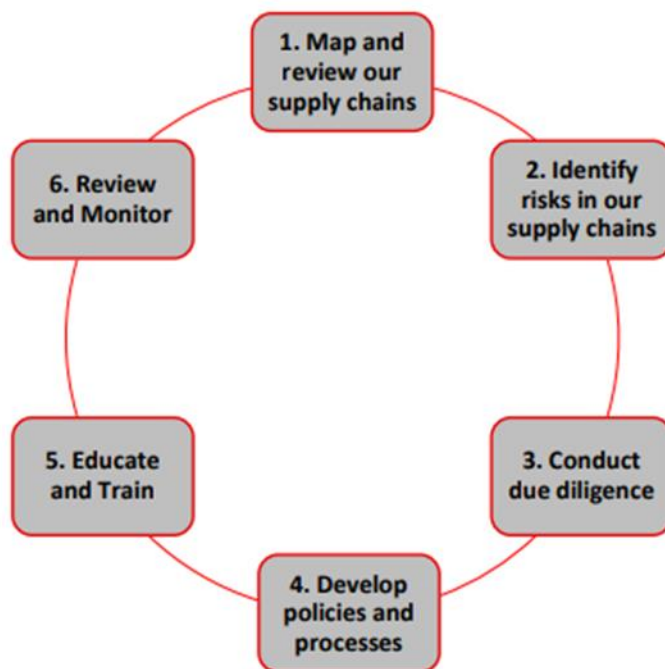 1. Map and
review our
supply chains
2. Identify
risks in our
supply chains
3. Conduct
due diligence
4. Develop
policies and
processes
5. Educate
and Train
6. Review
and Monitor